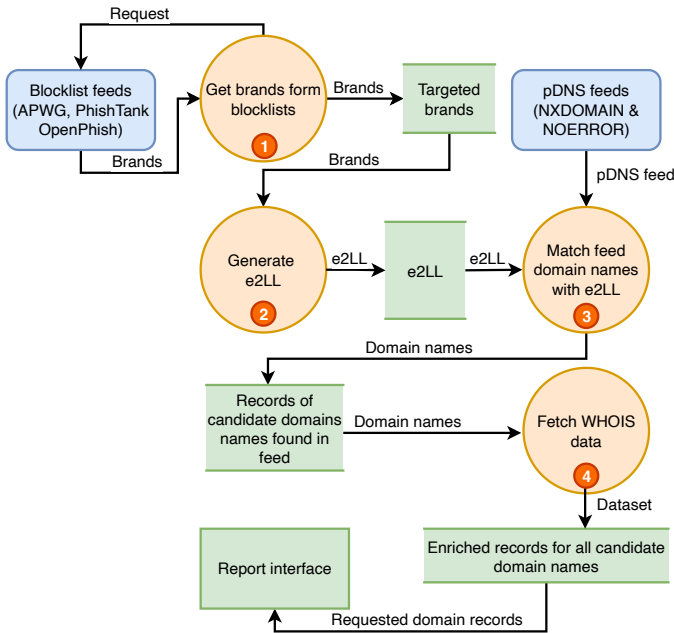 Request
Blocklist feeds
(APWG, PhishTank
OpenPhish)
Brands
Get brands form
blocklists
1
Brands
Targeted
brands
pDNS feeds
(NXDOMAIN &
NOERROR)
Brands
pDNS feed
Generate
e2LL
2
e2LL
e2LL
e2LL
Match feed
domain names
with e2LL
3
Domain names
Records of
candidate domains
names found in
feed
Domain names
Fetch WHOIS
data
4
Dataset
Enriched records for all candidate
domain names
Report interface
Requested domain records